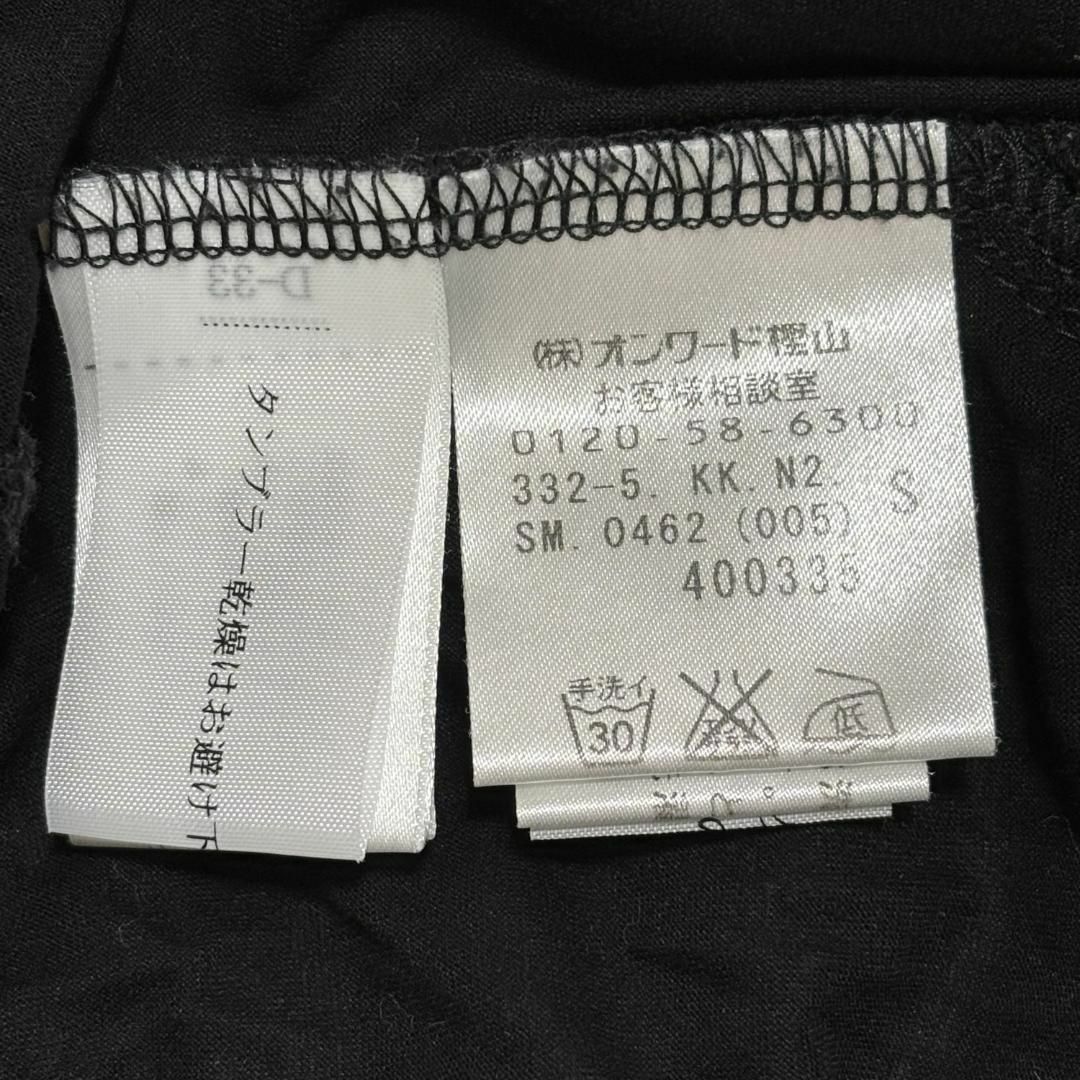 D-33
タンブラー乾燥はお避け下
(株)オンワード樫山
お客様相談室
0120-58-6300
332-5. KK. N2.
S
SM. 0462 (005)
400335
手洗イ
30
低